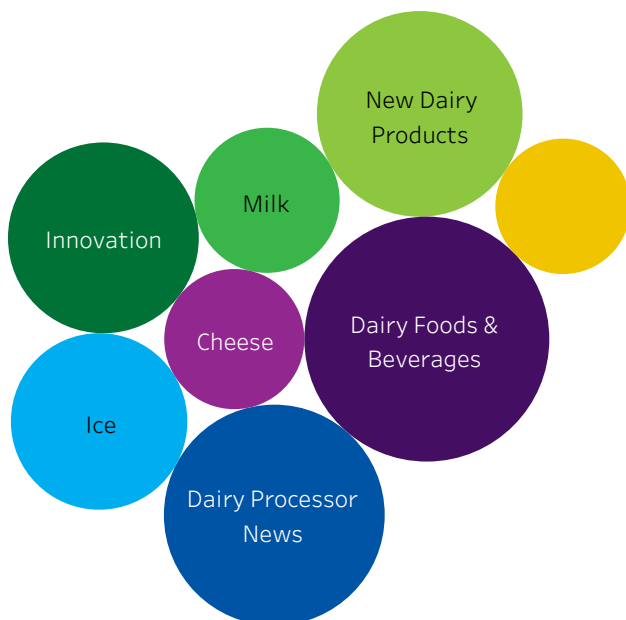 New Dairy
Products
Milk
Innovation
Cheese
Dairy Foods &
Beverages
Ice
Dairy Processor
News